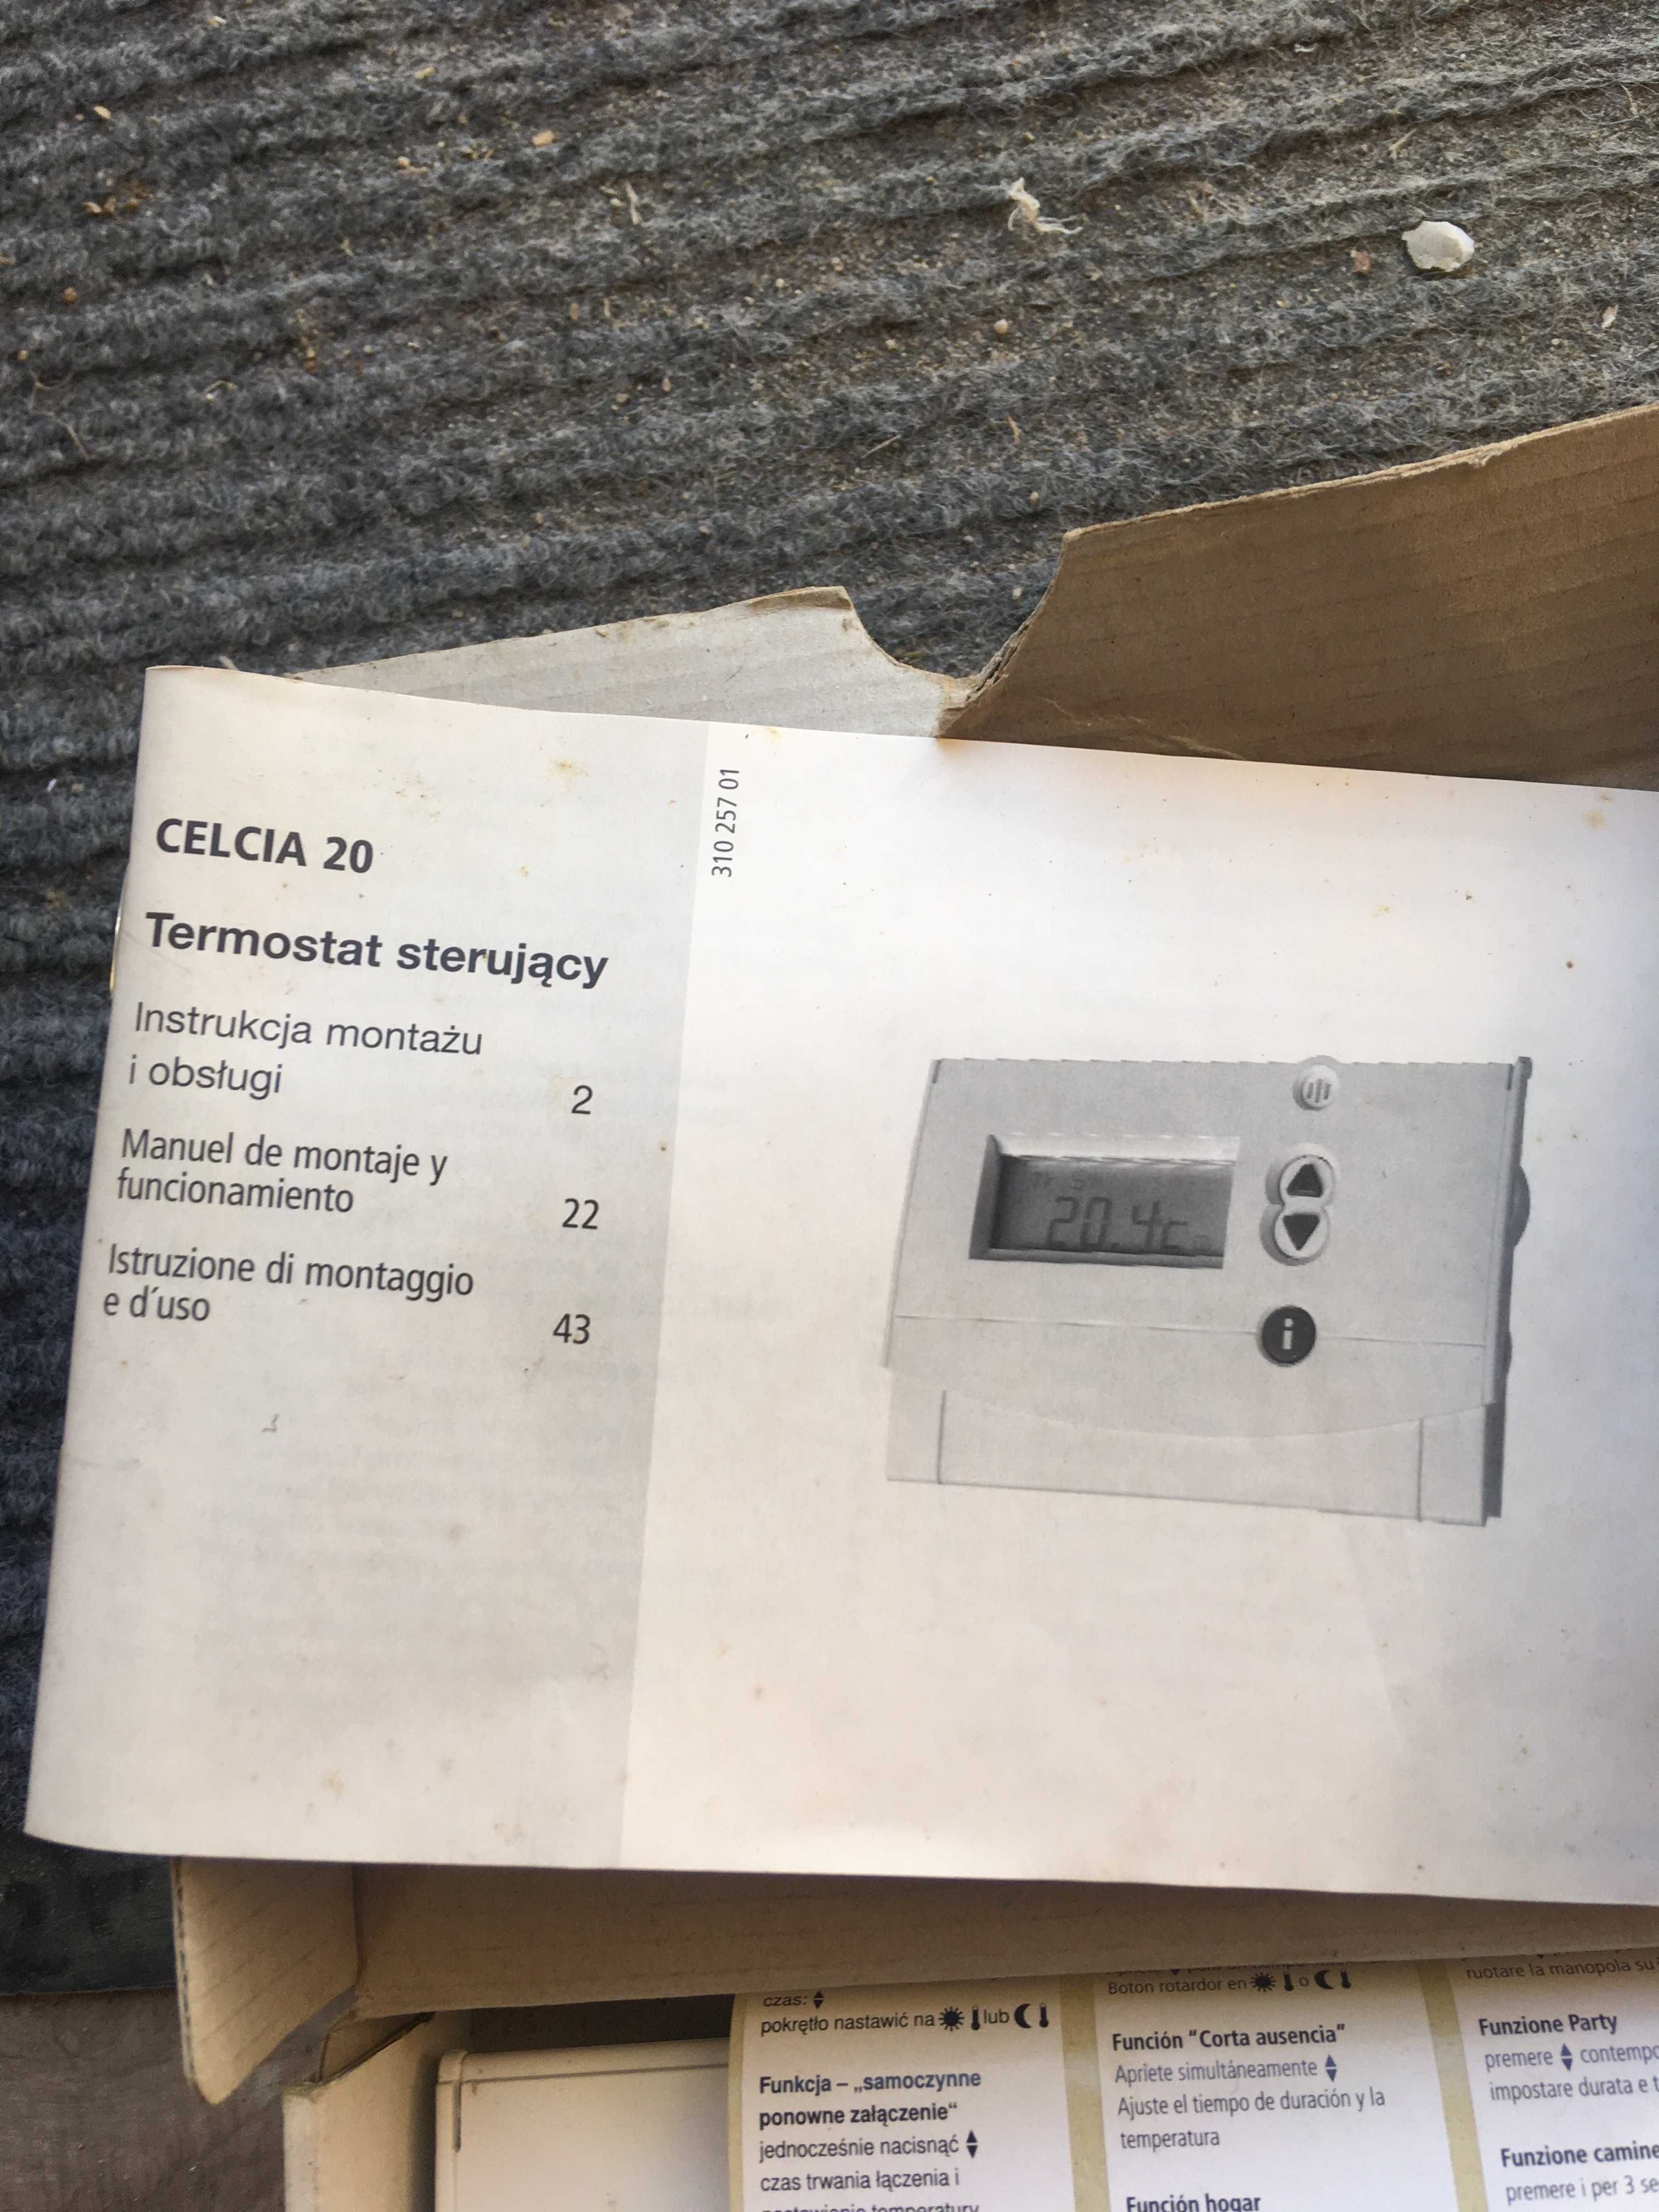 CELCIA 20
Termostat sterujący
Instrukcja montażu
i obsługi 2
Manuel de montaje y
funcionamiento 22
Istruzione di montaggio
e d´uso 43
310 257 01
20.4c
i
czas:
pokrętło nastawić na lub
Funkcja – „samoczynne
ponowne załączenie“
jednocześnie nacisnąć
czas trwania łączenia i
Boton rotardor en o
Función "Corta ausencia"
Apriete simultáneamente
Ajuste el tiempo de duración y la
temperatura
Función hogar
ruotare la manopola su
Funzione Party
premere contempo
impostare durata e t
Funzione camine
premere i per 3 se